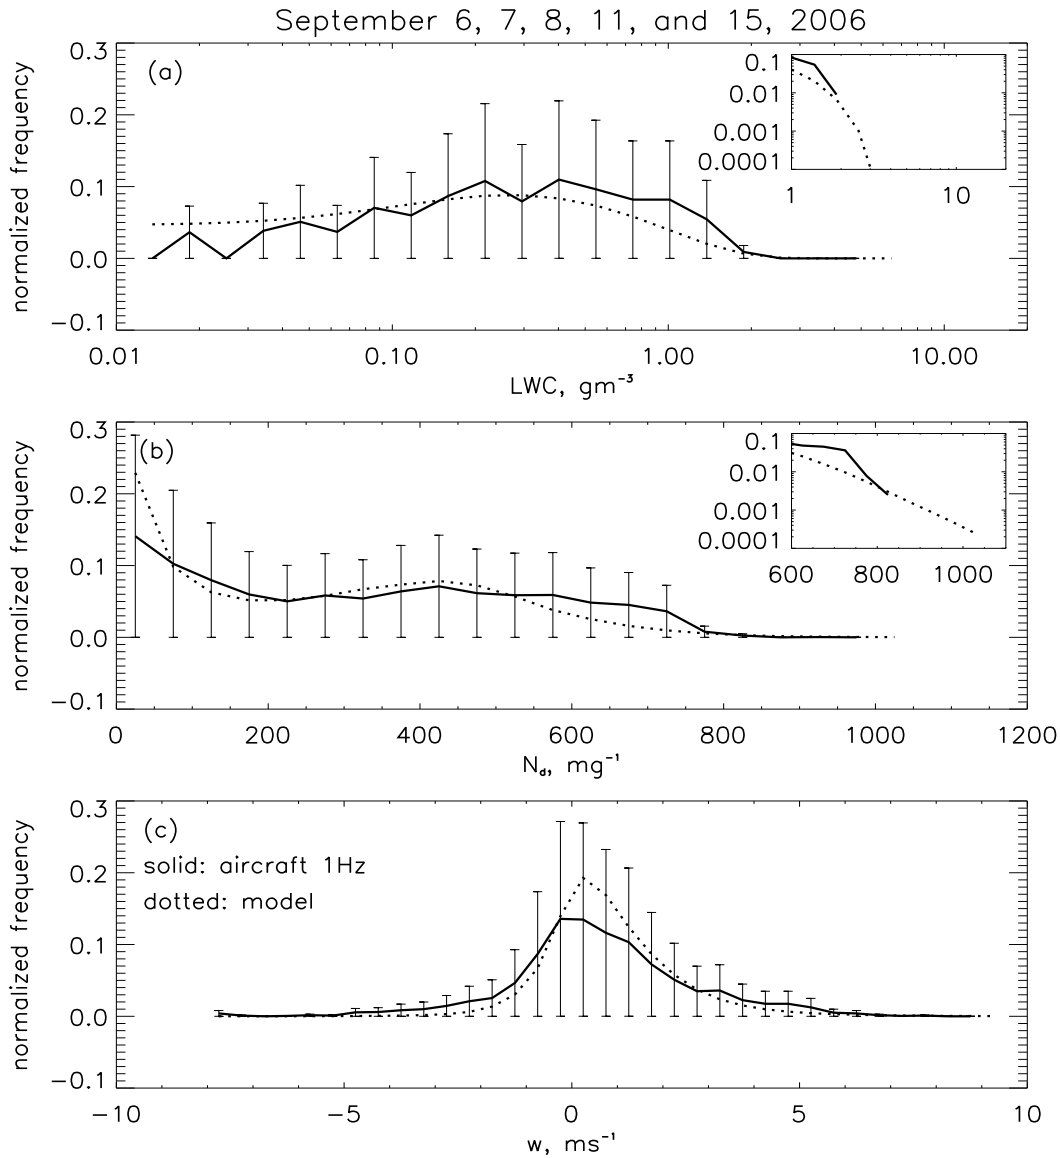 September 6, 7, 8, 11, and 15, 2006
(a)
normalized frequency
0.3
0.2
0.1
0.0
−0.1
0.01 0.10 1.00 10.00
LWC, gm⁻³
0.1
0.01
0.001
0.0001
1 10
(b)
normalized frequency
0.3
0.2
0.1
0.0
−0.1
0 200 400 600 800 1000 1200
N_d, mg⁻¹
0.1
0.01
0.001
0.0001
600 800 1000
(c)
solid: aircraft 1Hz
dotted: model
normalized frequency
0.3
0.2
0.1
0.0
−0.1
−10 −5 0 5 10
w, ms⁻¹